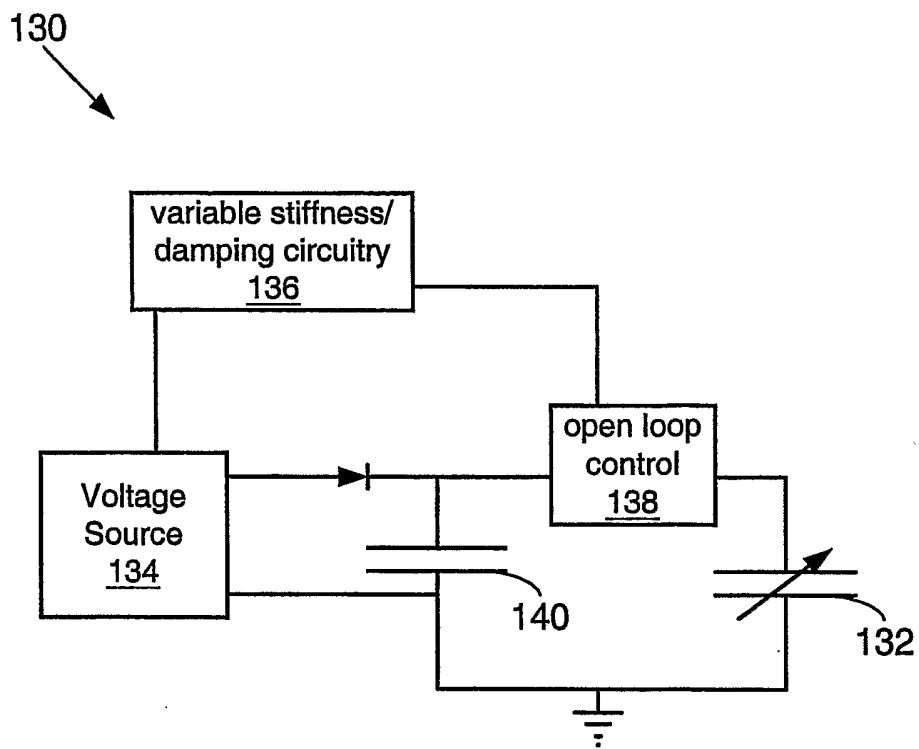 130
variable stiffness/
damping circuitry
136
open loop
control
138
Voltage
Source
134
140
132